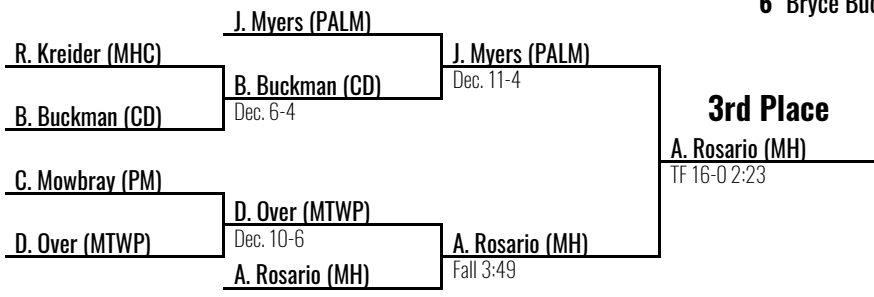 6 Bryce
J. Myers (PALM)
R. Kreider (MHC)
J. Myers (PALM)
B. Buckman (CD)
Dec. 11-4
Dec. 6-4
B. Buckman (CD)
3rd Place
A. Rosario (MH)
TF 16-0 2:23
C. Mowbray (PM)
D. Over (MTWP)
Dec. 10-6
D. Over (MTWP)
A. Rosario (MH)
Fall 3:49
A. Rosario (MH)